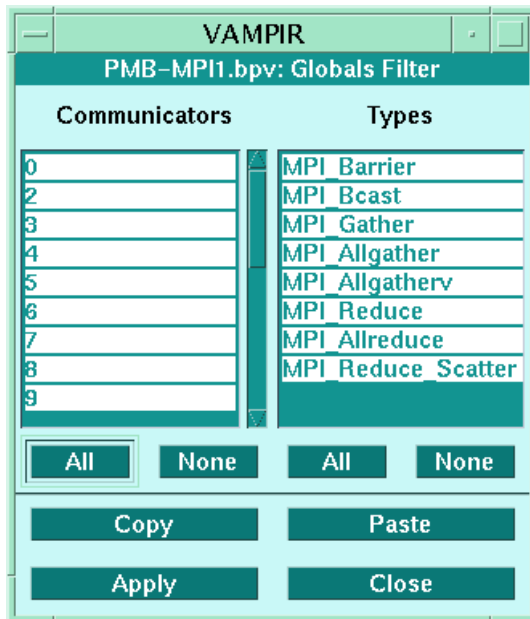 VAMPIR
PMB-MPI1.bpv: Globals Filter
Communicators
Types
0
2
3
4
5
6
7
8
9
MPI_Barrier
MPI_Bcast
MPI_Gather
MPI_Allgather
MPI_Allgatherv
MPI_Reduce
MPI_Allreduce
MPI_Reduce_Scatter
All
None
All
None
Copy
Paste
Apply
Close